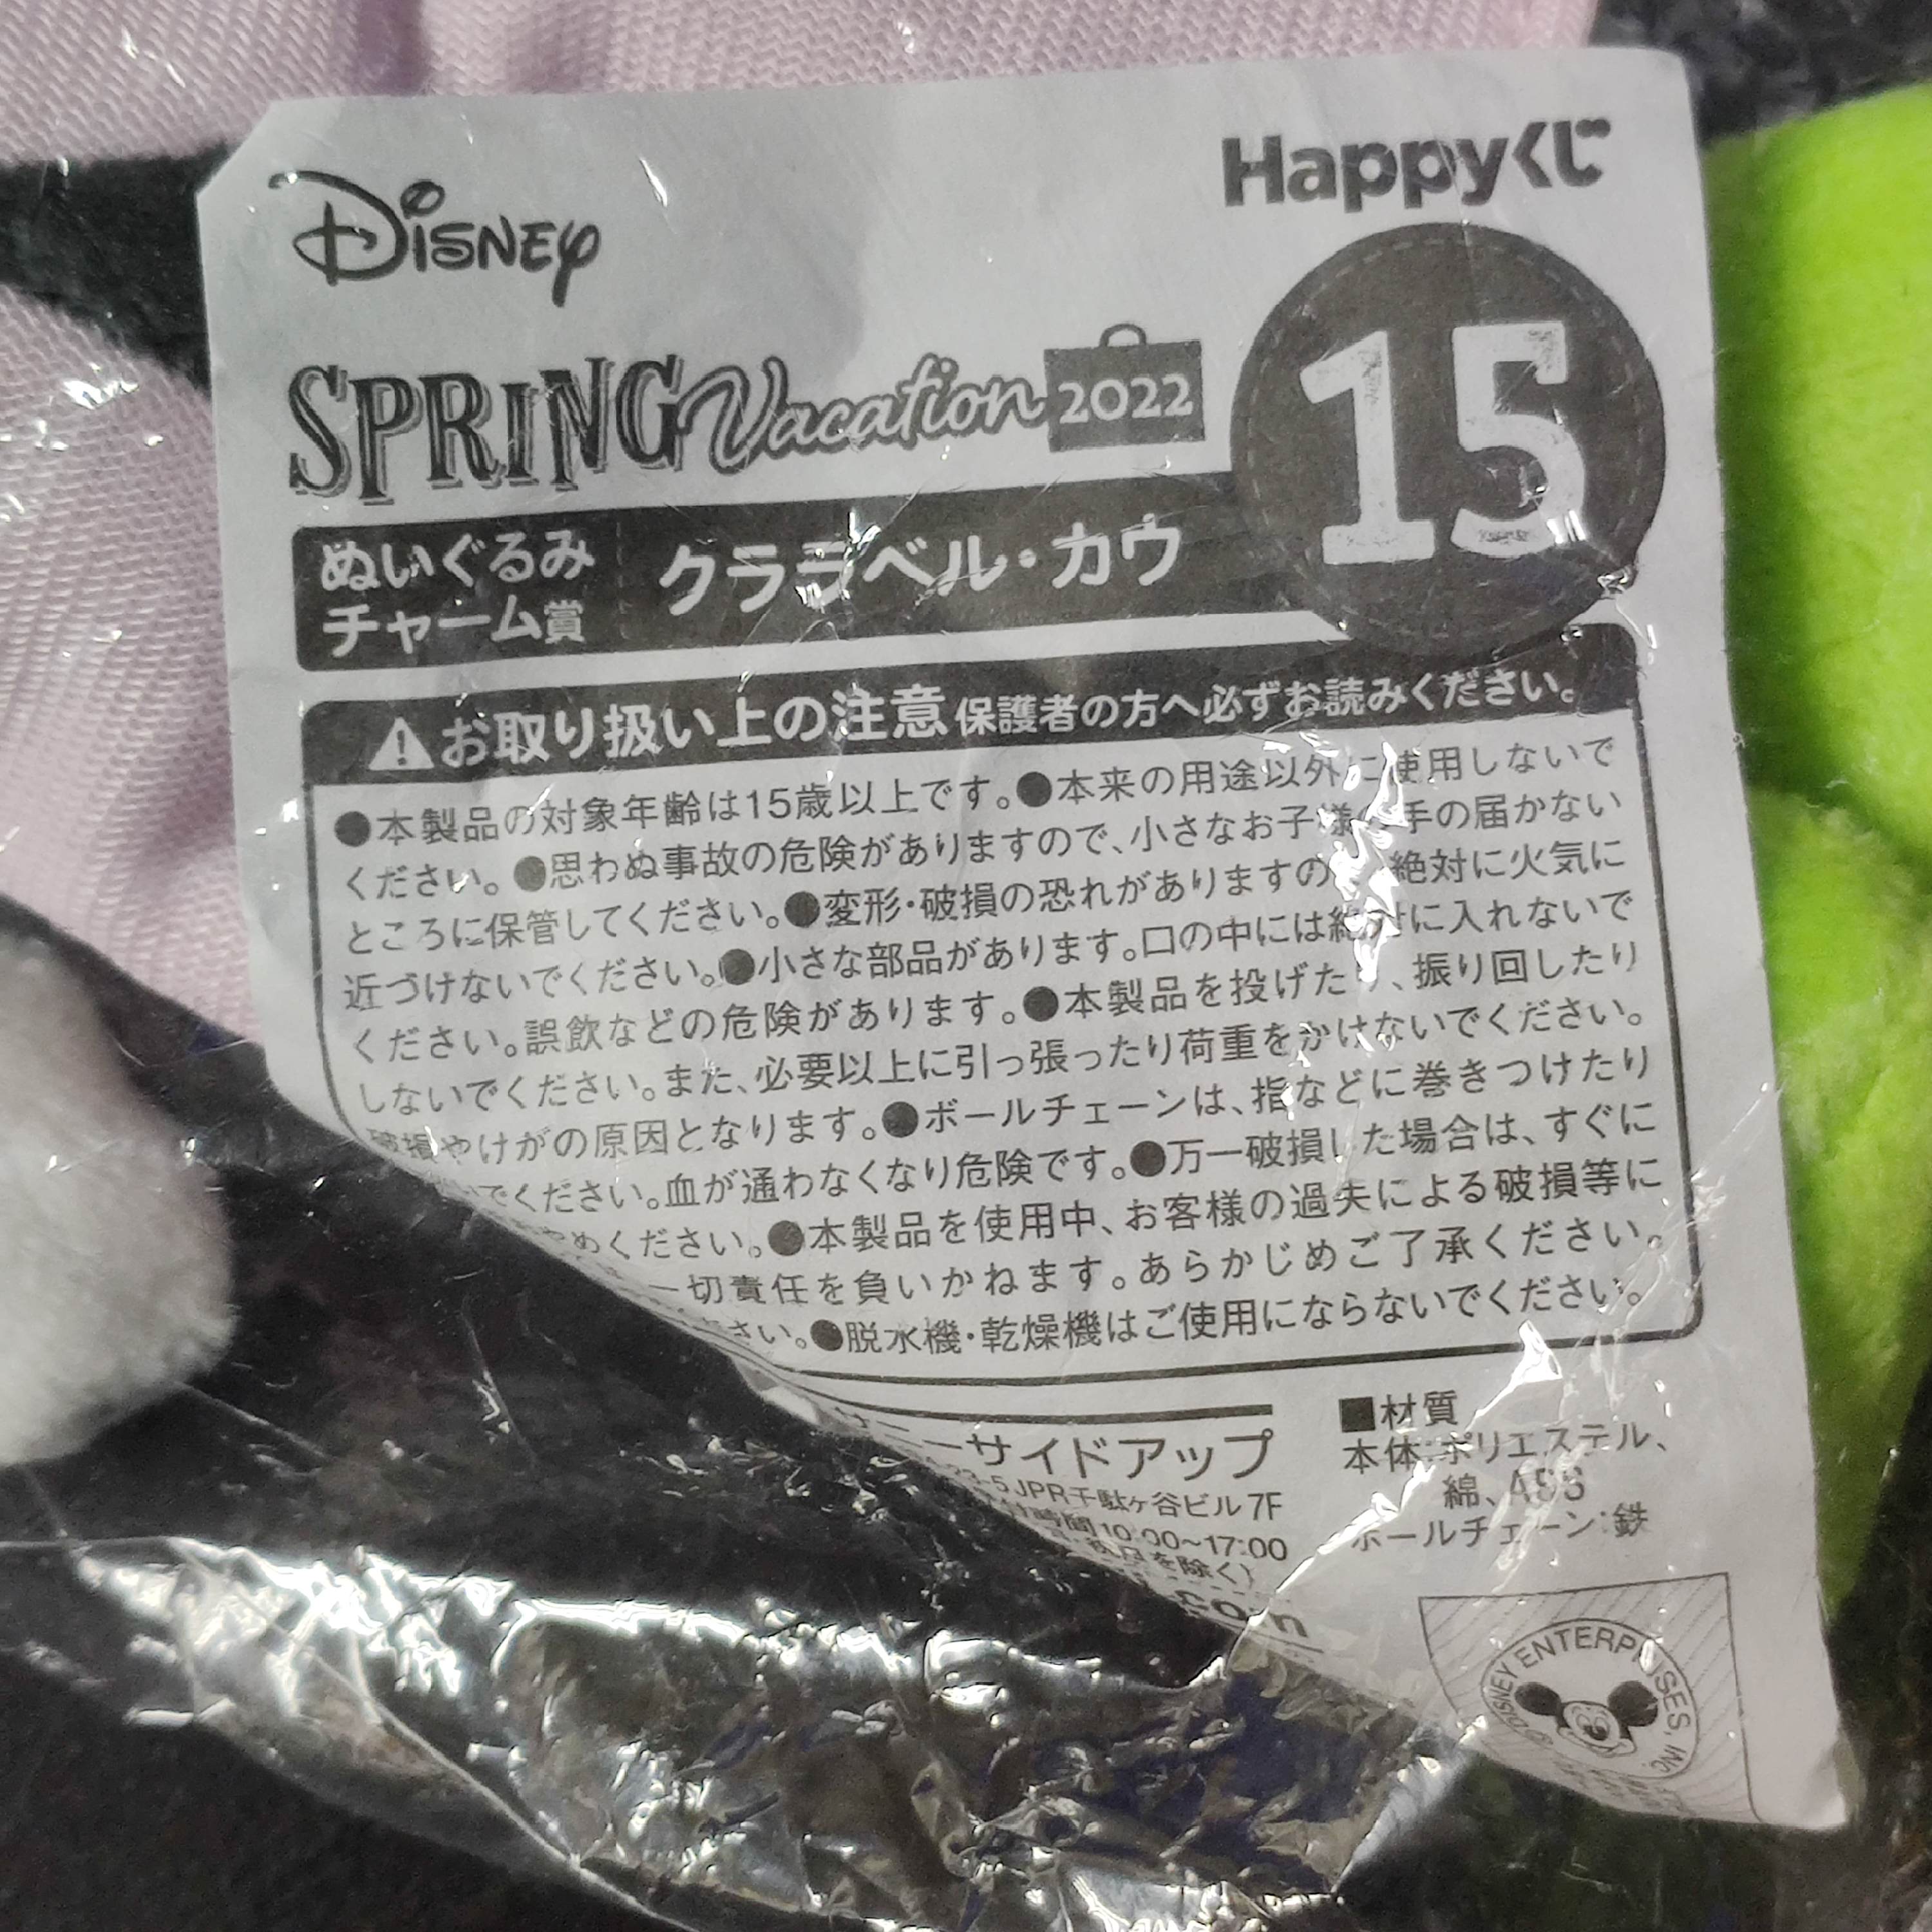 Happyくじ
Disney
SPRING Vacation 2022
15
ぬいぐるみ
チャーム賞
クララベル・カウ
お取り扱い上の注意 保護者の方へ必ずお読みください。
●本製品の対象年齢は15歳以上です。●本来の用途以外に使用しないで
ください。●思わぬ事故の危険がありますので、小さなお子様の手の届かない
ところに保管してください。●変形・破損の恐れがありますの 絶対に火気に
近づけないでください。●小さな部品があります。口の中には絶対に入れないで
ください。誤飲などの危険があります。●本製品を投げたり、振り回したり
しないでください。また、必要以上に引っ張ったり荷重をかけないでください。
破損やけがの原因となります。●ボールチェーンは、指などに巻きつけたり
でください。血が通わなくなり危険です。●万一破損した場合は、すぐに
やめください。●本製品を使用中、お客様の過失による破損等に
一切責任を負いかねます。あらかじめご了承ください。
さい。●脱水機・乾燥機はご使用にならないでください。
サニーサイドアップ
23-5 JPR千駄ヶ谷ビル 7F
時間10:00~17:00
を除く)
.com
■材質
本体:ポリエステル、
綿、ABS
ボールチェーン:鉄
DISNEY ENTERPRISES, INC.